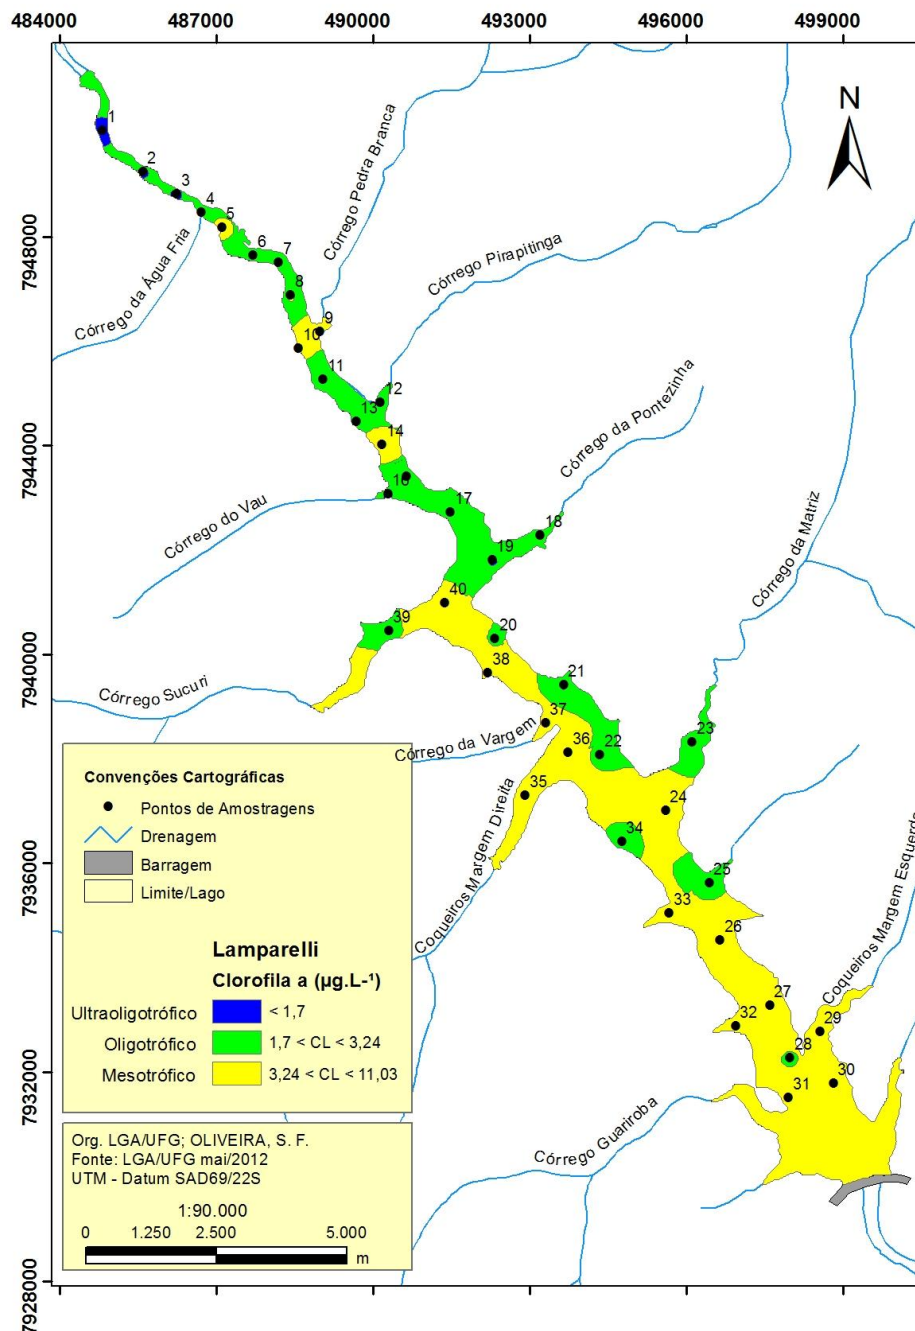 484000 487000 490000 493000 496000 499000
N
7948000
7944000
7940000
7936000
7932000
7928000
1
2
3
4
5
6
7
8
9
10
11
12
13
14
16
17
18
19
40
39
20
38
21
37
22
36
23
35
24
34
25
33
26
27
32
29
28
30
31
Córrego Pedra Branca
Córrego da Água Fria
Córrego Pirapitinga
Córrego da Pontezinha
Córrego do Vau
Córrego da Matriz
Córrego Sucuri
Córrego da Vargem
Coqueiros Margem Direita
Coqueiros Margem Esquerda
Córrego Guariroba
Convenções Cartográficas
Pontos de Amostragens
Drenagem
Barragem
Limite/Lago
Lamparelli
Clorofila a (µg.L-¹)
Ultraoligotrófico < 1,7
Oligotrófico 1,7 < CL < 3,24
Mesotrófico 3,24 < CL < 11,03
Org. LGA/UFG; OLIVEIRA, S. F.
Fonte: LGA/UFG mai/2012
UTM - Datum SAD69/22S
1:90.000
0 1.250 2.500 5.000
m